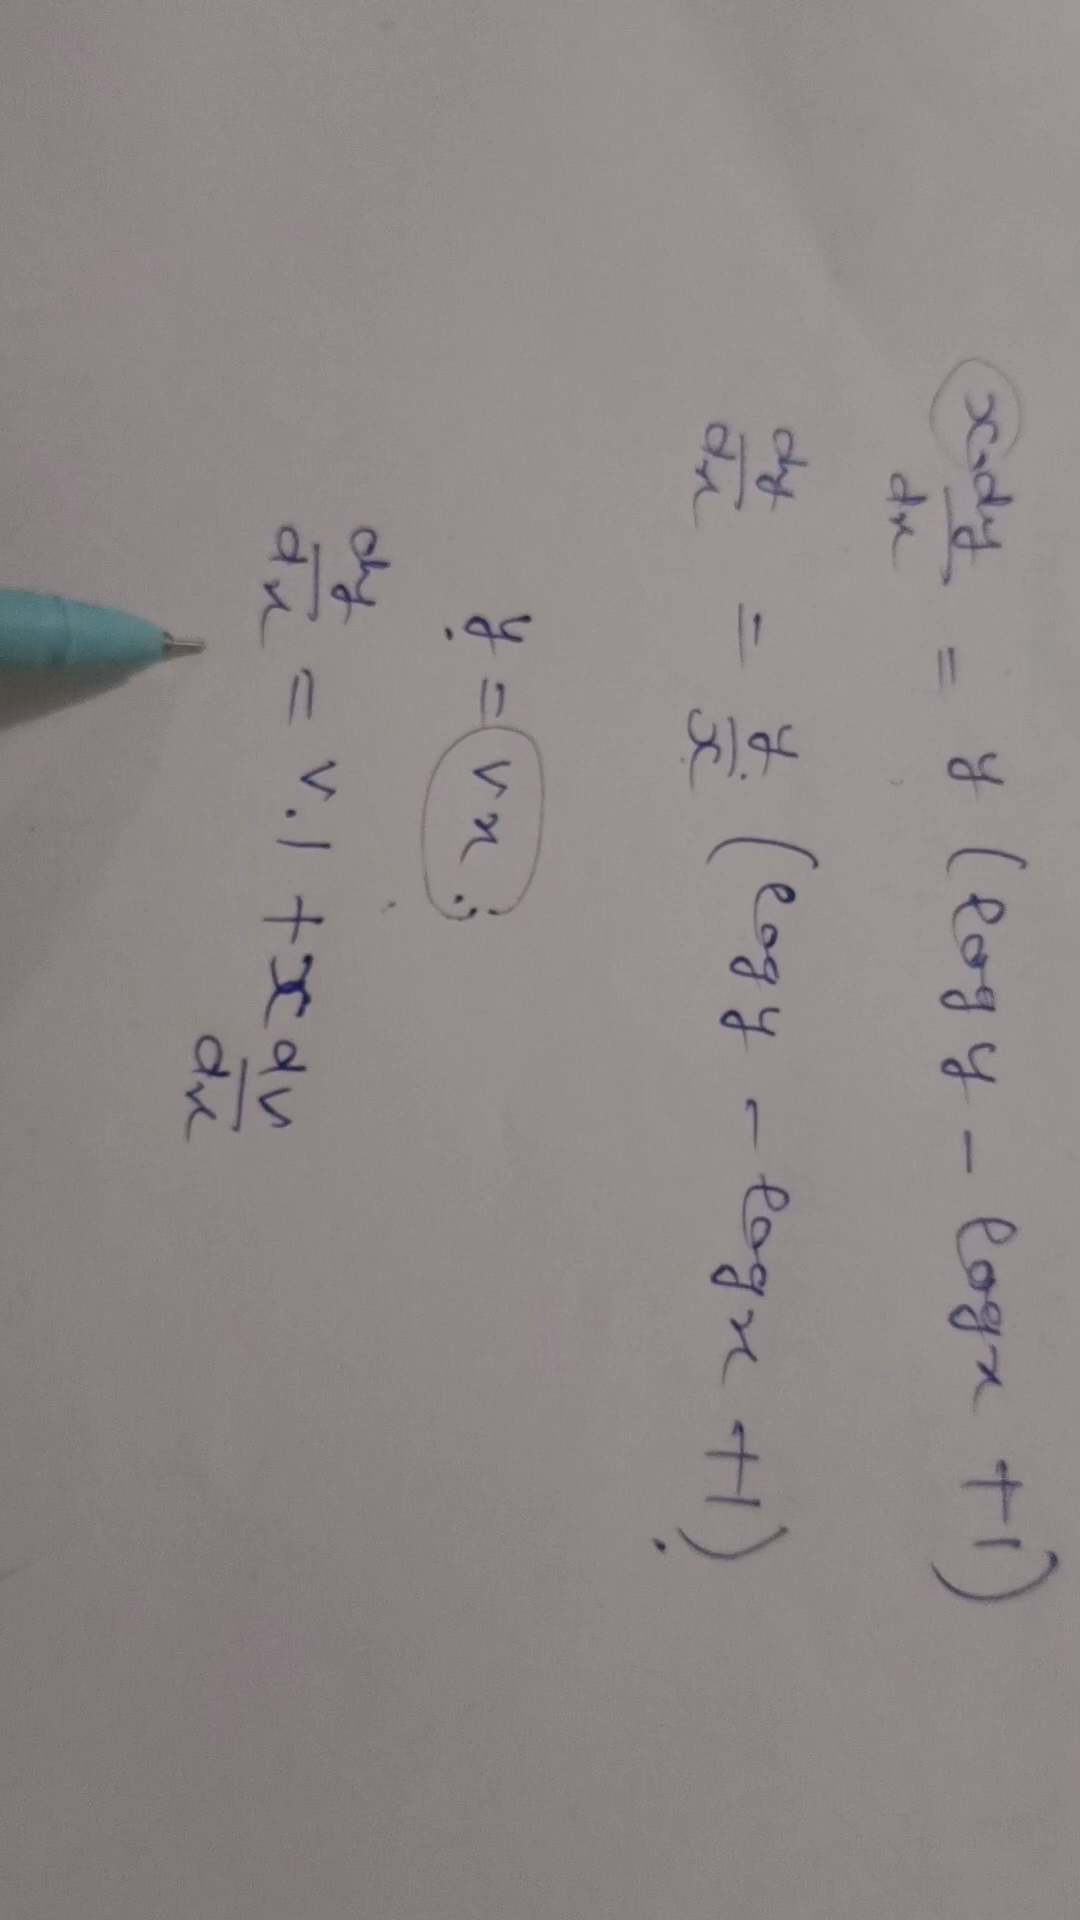 x.dy/dx = y (log y - log x + 1)
dy/dx = y/x (log y - log x + 1)
y = vx
dy/dx = v.1 + x dv/dx